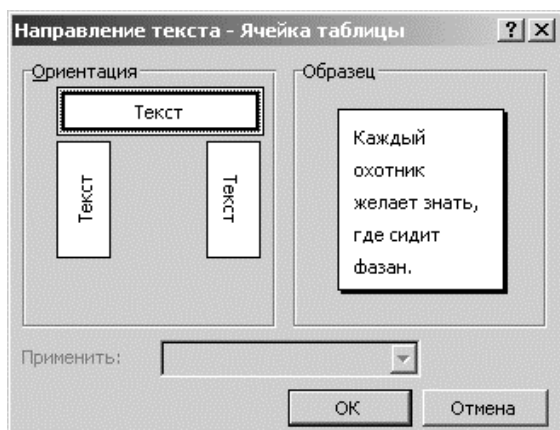 Направление текста - Ячейка таблицы
Ориентация
Текст
Текст
Текст
Образец
Каждый
охотник
желает знать,
где сидит
фазан.
Применить:
ОК
Отмена